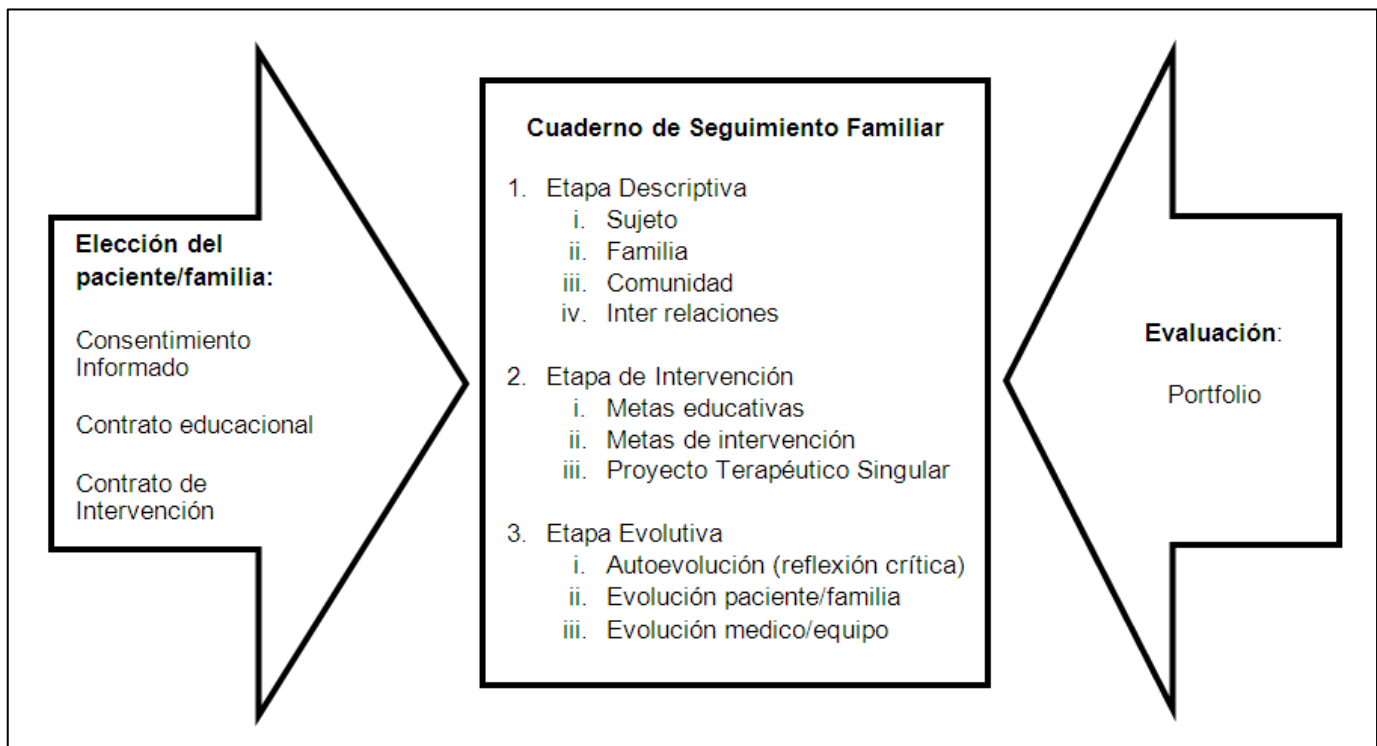 Elección del
paciente/familia:
Consentimiento
Informado
Contrato educacional
Contrato de
Intervención
Cuaderno de Seguimiento Familiar
1. Etapa Descriptiva
i. Sujeto
ii. Familia
iii. Comunidad
iv. Inter relaciones
2. Etapa de Intervención
i. Metas educativas
ii. Metas de intervención
iii. Proyecto Terapéutico Singular
3. Etapa Evolutiva
i. Autoevolución (reflexión crítica)
ii. Evolución paciente/familia
iii. Evolución medico/equipo
Evaluación:
Portfolio